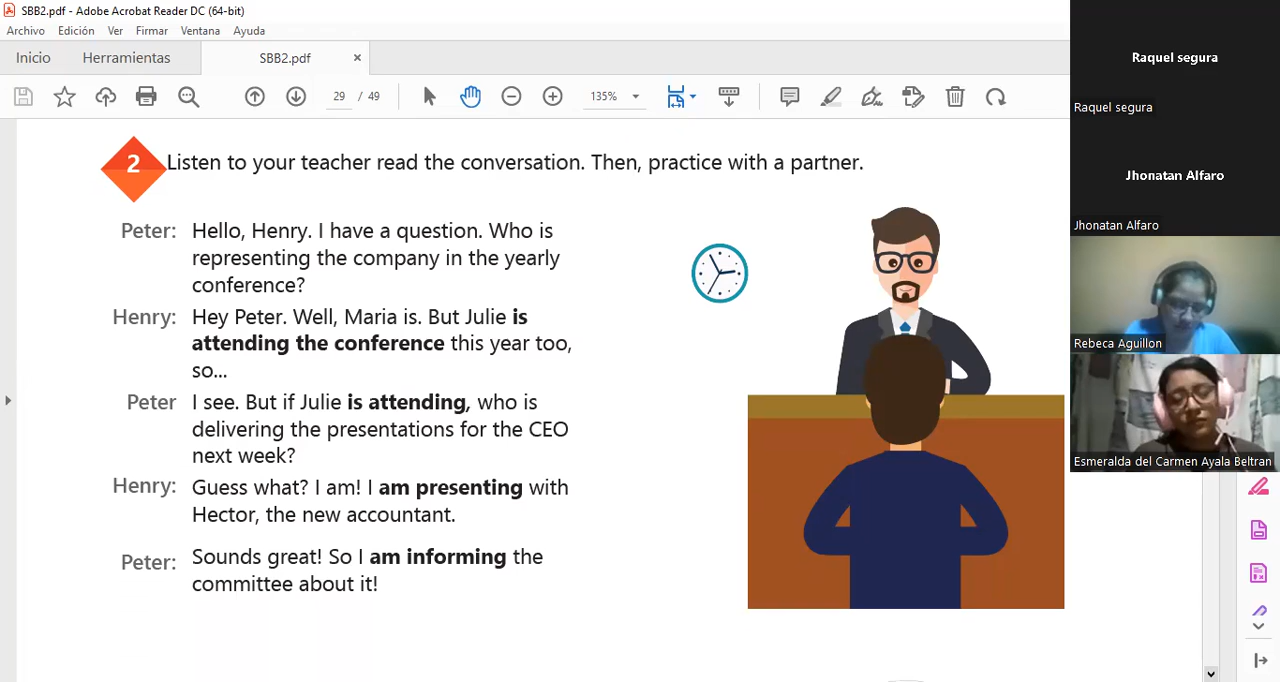 SBB2.pdf - Adobe Acrobat Reader DC (64-bit)
Archivo Edición Ver Firmar Ventana Ayuda
Inicio Herramientas SBB2.pdf ×
29 / 49 135%
2 Listen to your teacher read the conversation. Then, practice with a partner.
Peter: Hello, Henry. I have a question. Who is
representing the company in the yearly
conference?
Henry: Hey Peter. Well, Maria is. But Julie is
attending the conference this year too,
so...
Peter I see. But if Julie is attending, who is
delivering the presentations for the CEO
next week?
Henry: Guess what? I am! I am presenting with
Hector, the new accountant.
Peter: Sounds great! So I am informing the
committee about it!
Raquel segura
Raquel segura
Jhonatan Alfaro
Jhonatan Alfaro
Rebeca Aguillon
Esmeralda del Carmen Ayala Beltran